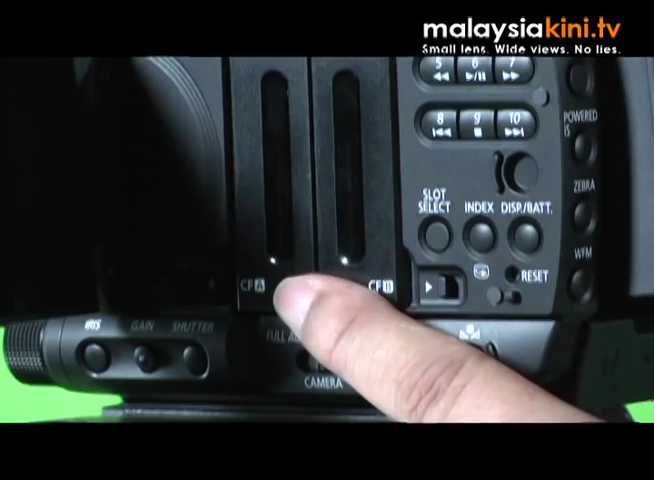 malaysiakini.tv
Small lens. Wide views. No lies.
5 6 7
8 9 10
POWERED
IS
ZEBRA
SLOT
SELECT
INDEX
DISP./BATT.
WFM
RESET
CF A
CF B
IRIS
GAIN
SHUTTER
CAMERA